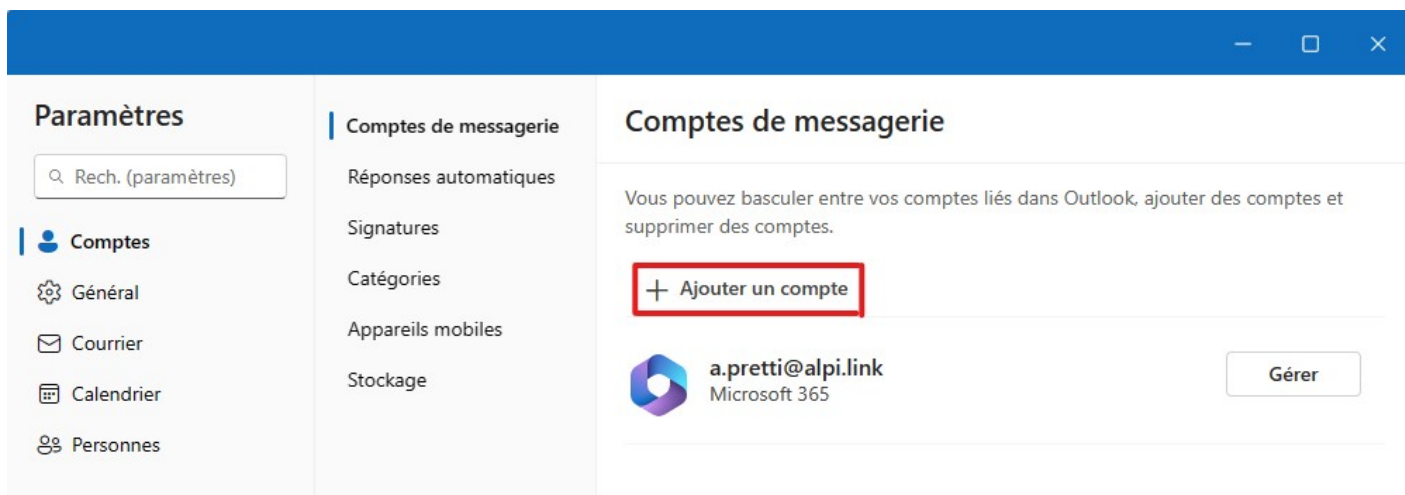 Paramètres
Rech. (paramètres)
Comptes
Général
Courrier
Calendrier
Personnes
Comptes de messagerie
Réponses automatiques
Signatures
Catégories
Appareils mobiles
Stockage
Comptes de messagerie
Vous pouvez basculer entre vos comptes liés dans Outlook, ajouter des comptes et
supprimer des comptes.
Ajouter un compte
a.pretti@alpi.link
Microsoft 365
Gérer